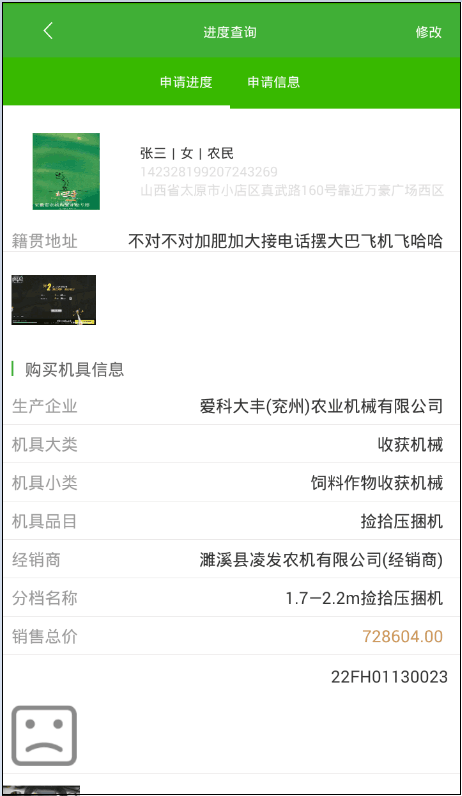 进度查询
修改
申请进度
申请信息
张三 | 女 | 农民
142328199207243269
山西省太原市小店区真武路160号靠近万豪广场西区
籍贯地址
不对不对加肥加大接电话摆大巴飞机飞哈哈
购买机具信息
生产企业
爱科大丰(兖州)农业机械有限公司
机具大类
收获机械
机具小类
饲料作物收获机械
机具品目
捡拾压捆机
经销商
濉溪县凌发农机有限公司(经销商)
分档名称
1.7—2.2m捡拾压捆机
销售总价
728604.00
22FH01130023